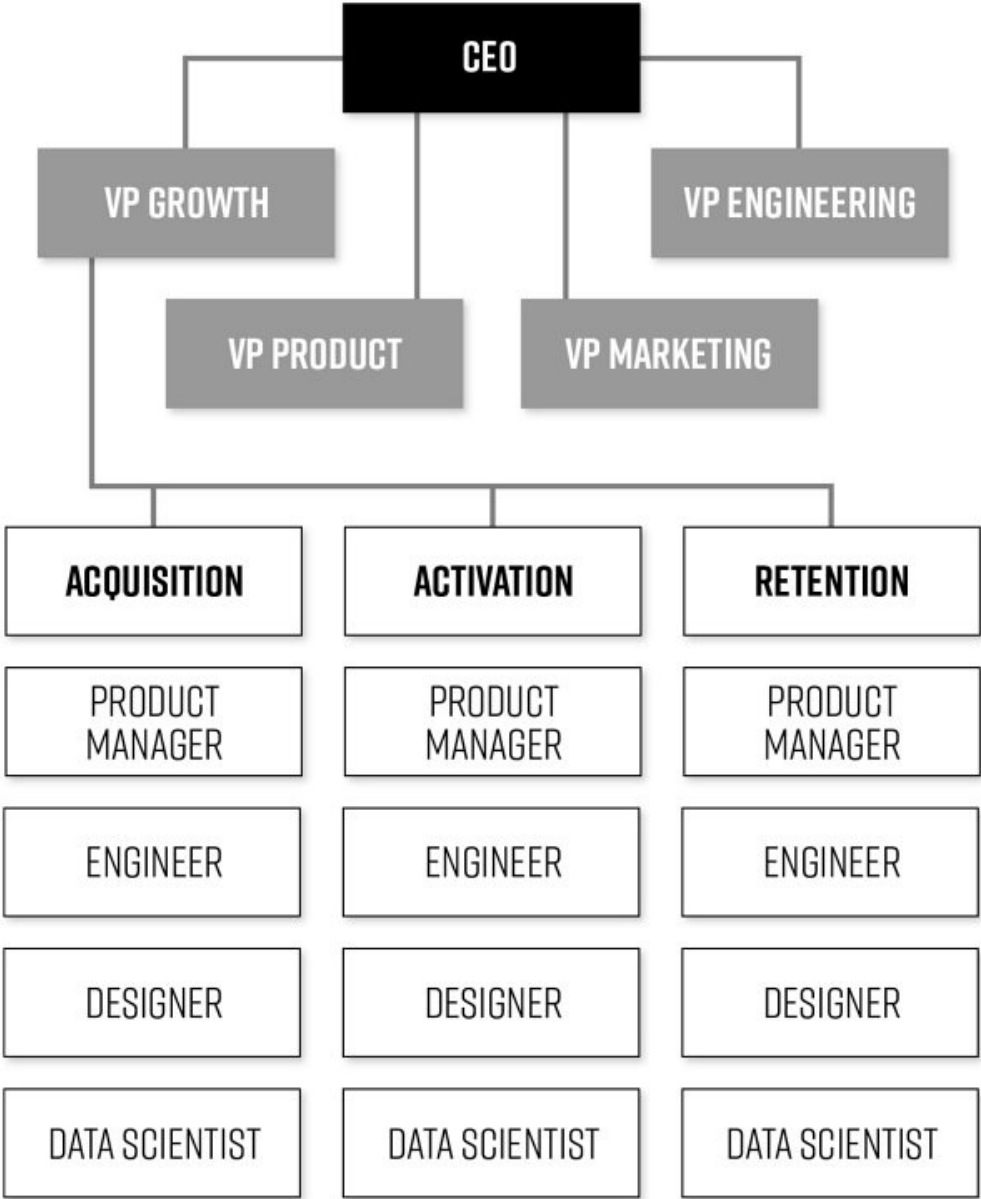 CEO
VP GROWTH
VP ENGINEERING
VP PRODUCT
VP MARKETING
ACQUISITION
ACTIVATION
RETENTION
PRODUCT
MANAGER
PRODUCT
MANAGER
PRODUCT
MANAGER
ENGINEER
ENGINEER
ENGINEER
DESIGNER
DESIGNER
DESIGNER
DATA SCIENTIST
DATA SCIENTIST
DATA SCIENTIST